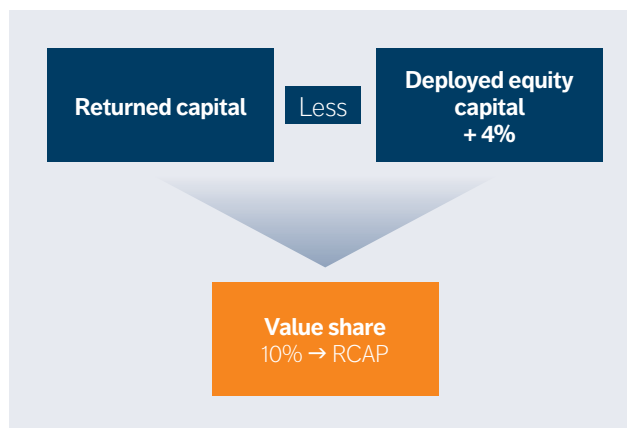 Returned capital
Less
Deployed equity
capital
+ 4%
Value share
10% → RCAP